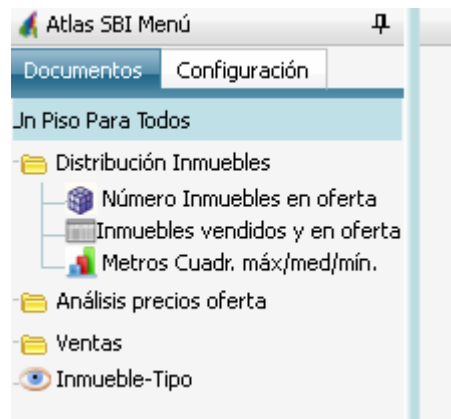 Atlas SBI Menú
Documentos Configuración
Un Piso Para Todos
Distribución Inmuebles
Número Inmuebles en oferta
Inmuebles vendidos y en oferta
Metros Cuadr. máx/med/mín.
Análisis precios oferta
Ventas
Inmueble-Tipo